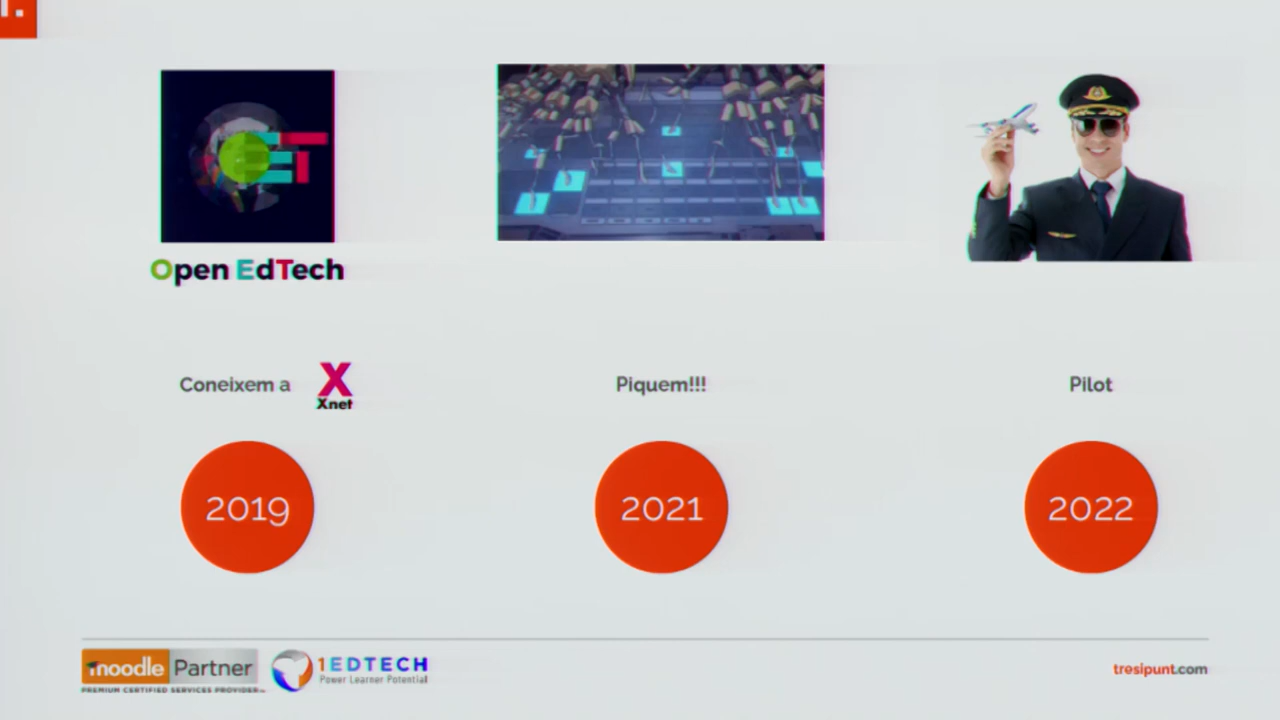 Open EdTech
Coneixem a
X
Xnet
Piquem!!!
Pilot
2019
2021
2022
moodle Partner
PREMIUM CERTIFIED SERVICES PROVIDER
1EDTECH
Power Learner Potential
tresipunt.com